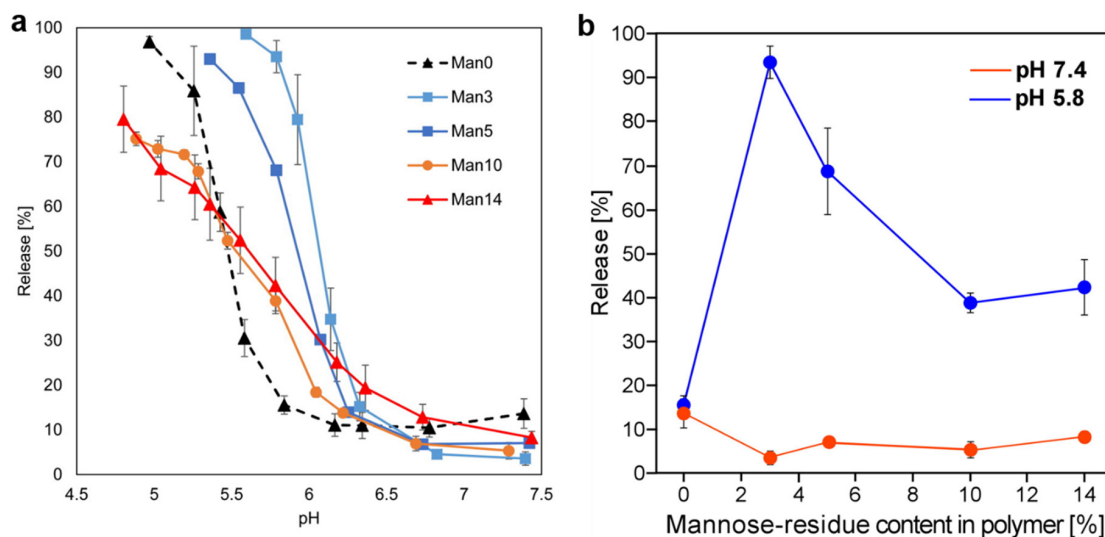 a
100
90
80
70
60
50
40
30
20
10
0
Release [%]
4.5 5 5.5 6 6.5 7 7.5
pH
Man0
Man3
Man5
Man10
Man14
b
100
90
80
70
60
50
40
30
20
10
0
Release [%]
0 2 4 6 8 10 12 14
Mannose-residue content in polymer [%]
pH 7.4
pH 5.8